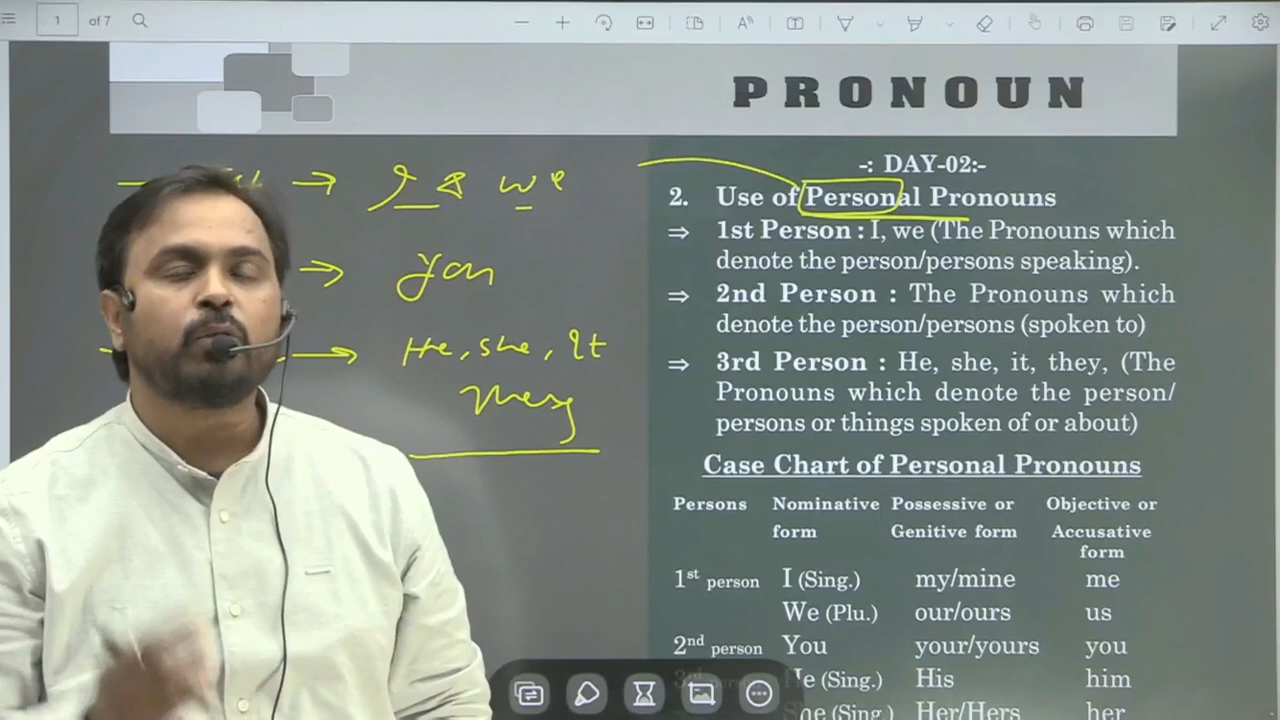 1 of 7
PRONOUN
→ I & we
→ you
→ He, she, It
They
-: DAY-02:-
2. Use of Personal Pronouns
⇒ 1st Person : I, we (The Pronouns which
denote the person/persons speaking).
⇒ 2nd Person : The Pronouns which
denote the person/persons (spoken to)
⇒ 3rd Person : He, she, it, they, (The
Pronouns which denote the person/
persons or things spoken of or about)
Case Chart of Personal Pronouns
Persons Nominative form Possessive or Genitive form Objective or Accusative form
1st person I (Sing.) my/mine me
We (Plu.) our/ours us
2nd person You your/yours you
3rd person He (Sing.) His him
She (Sing.) Her/Hers her